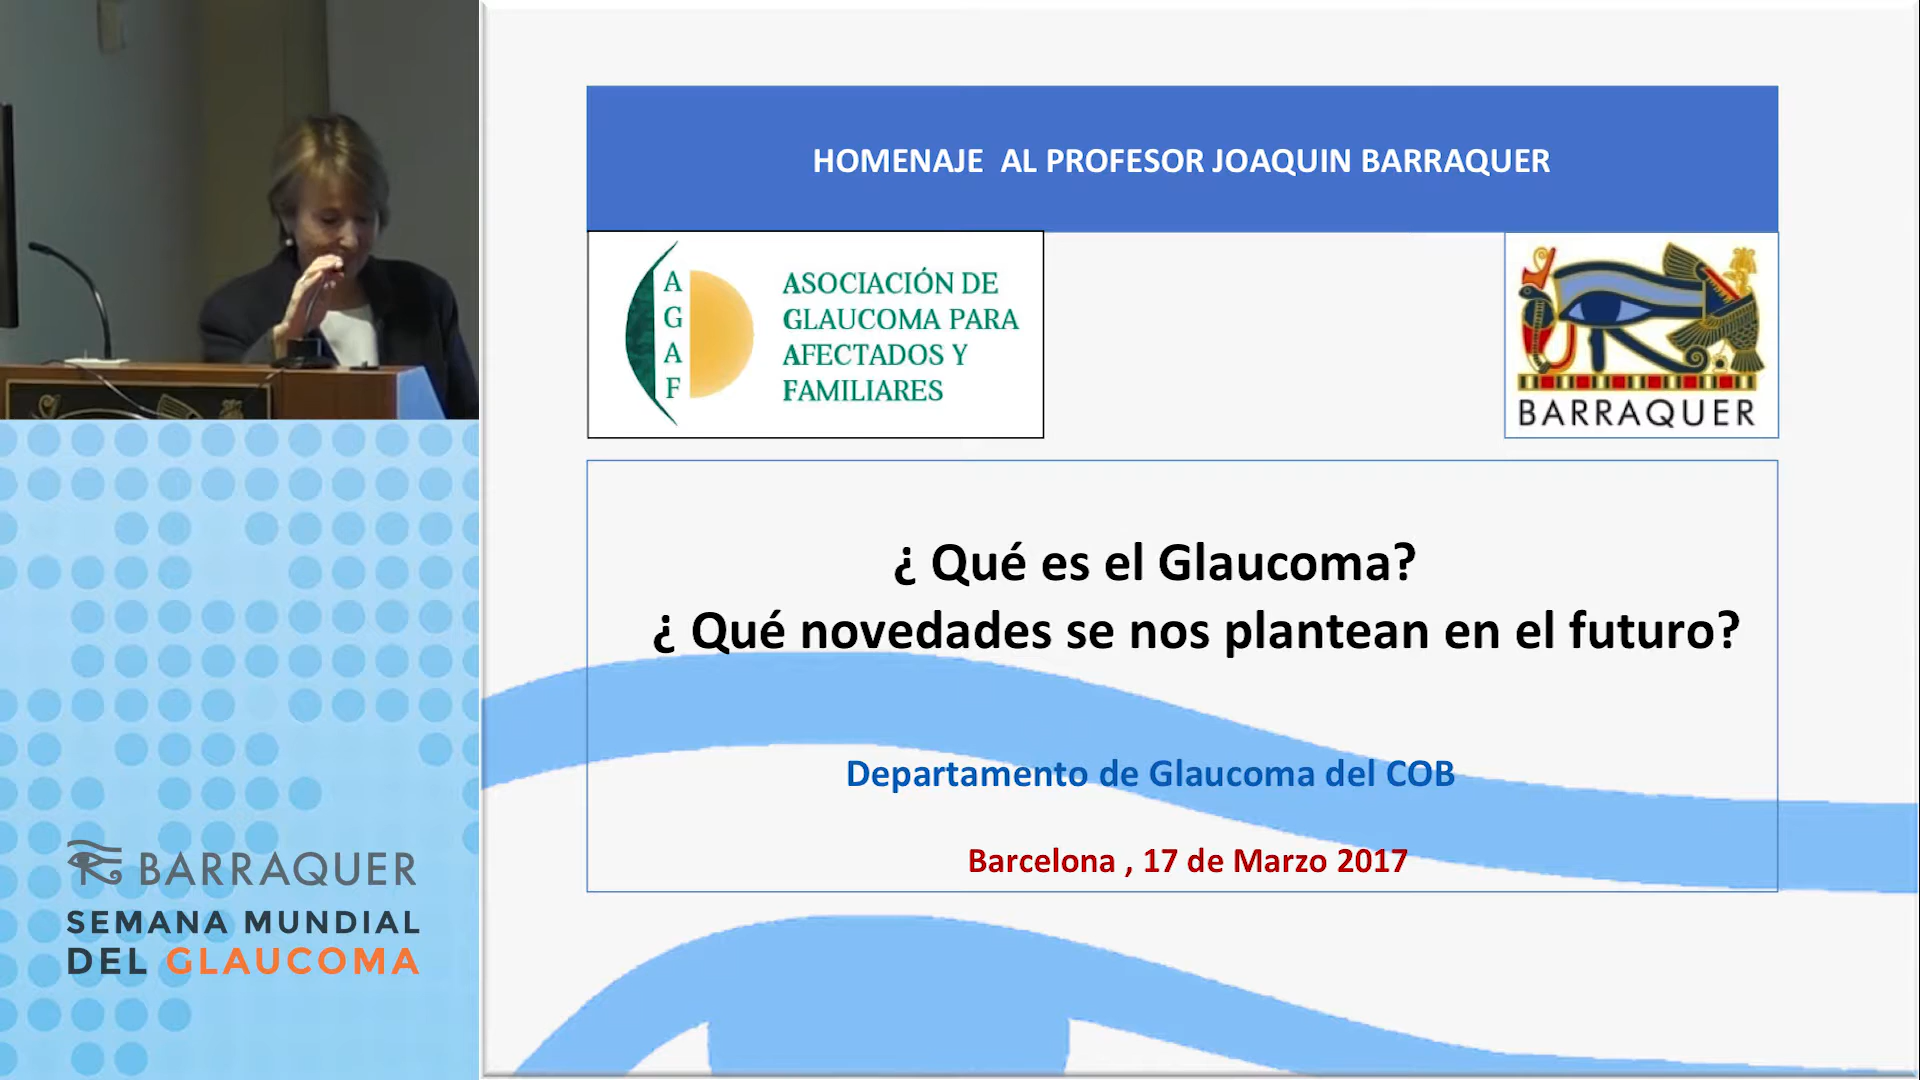 HOMENAJE AL PROFESOR JOAQUIN BARRAQUER
A
G
A
F
ASOCIACIÓN DE
GLAUCOMA PARA
AFECTADOS Y
FAMILIARES
BARRAQUER
¿ Qué es el Glaucoma?
¿ Qué novedades se nos plantean en el futuro?
Departamento de Glaucoma del COB
Barcelona , 17 de Marzo 2017
BARRAQUER
SEMANA MUNDIAL
DEL GLAUCOMA